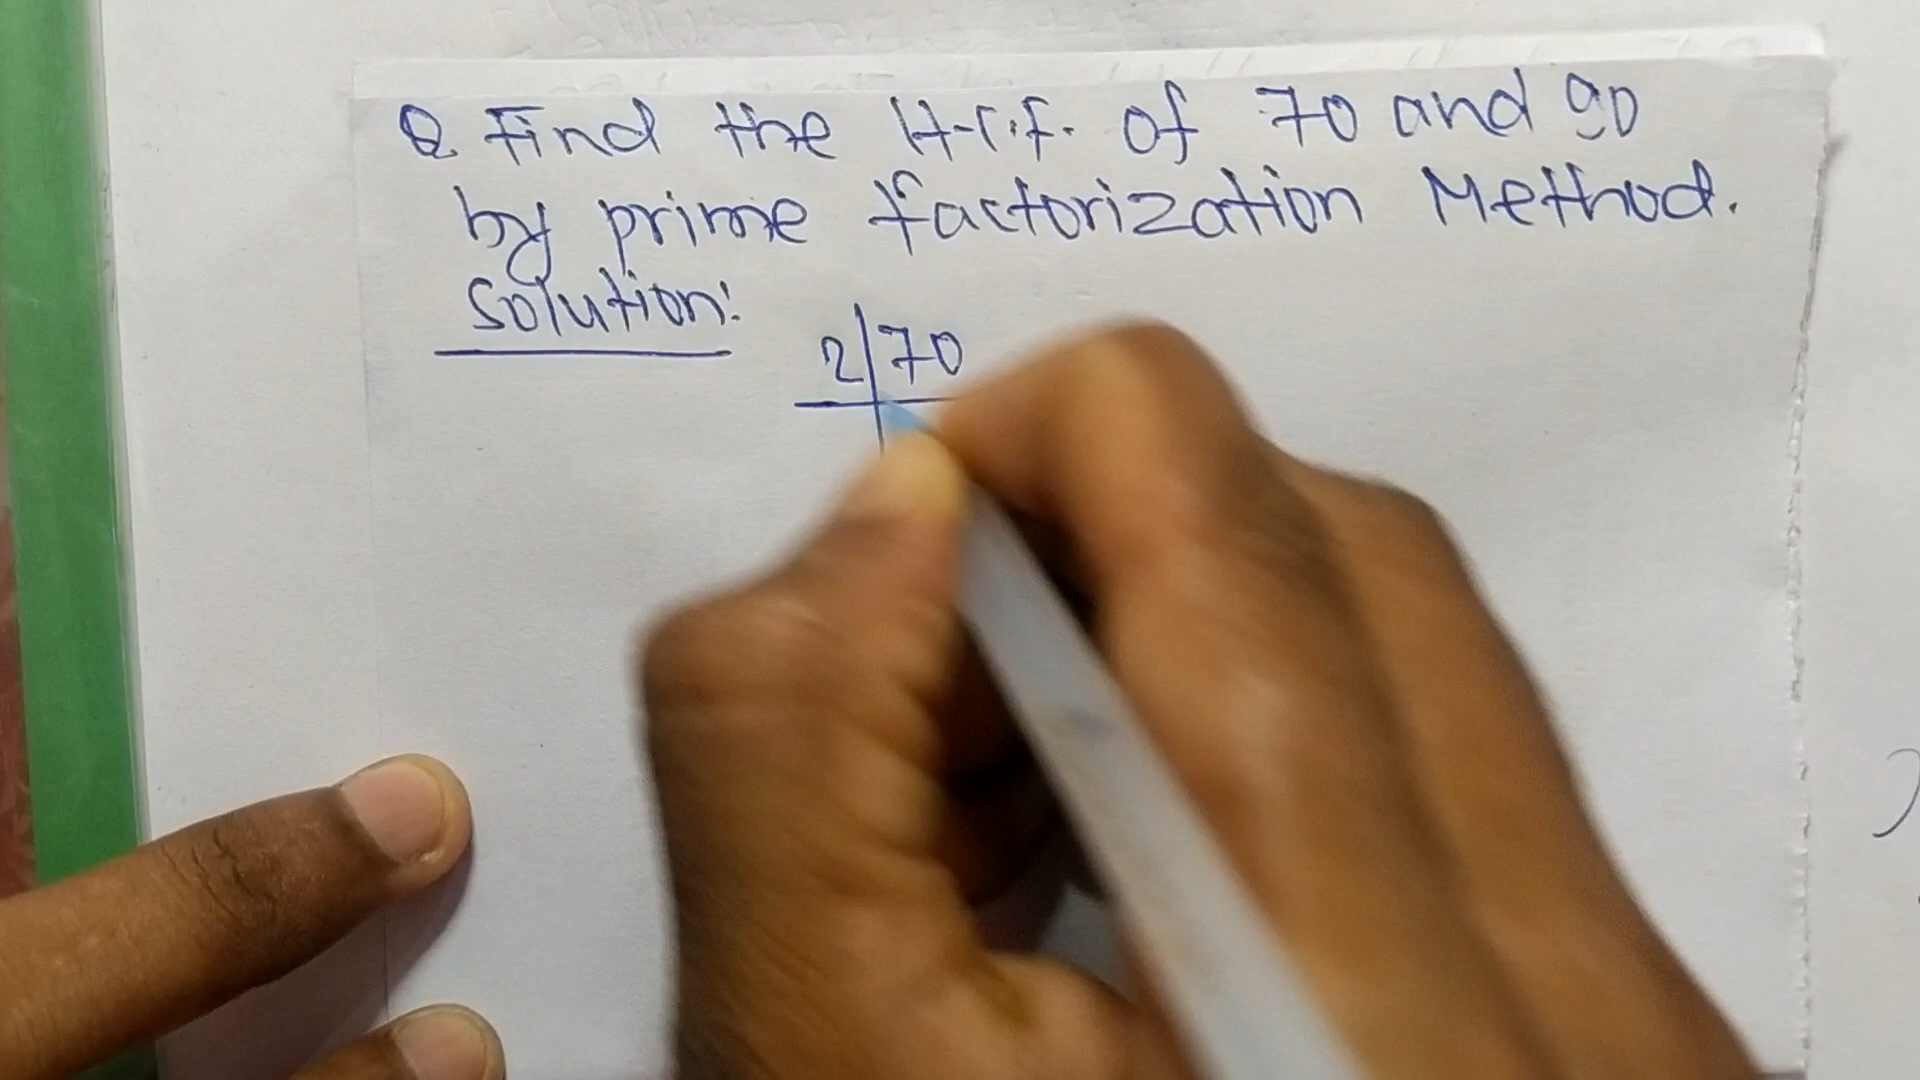 Q Find the H.C.F. of 70 and 90
by prime factorization Method.
Solution:
2 70